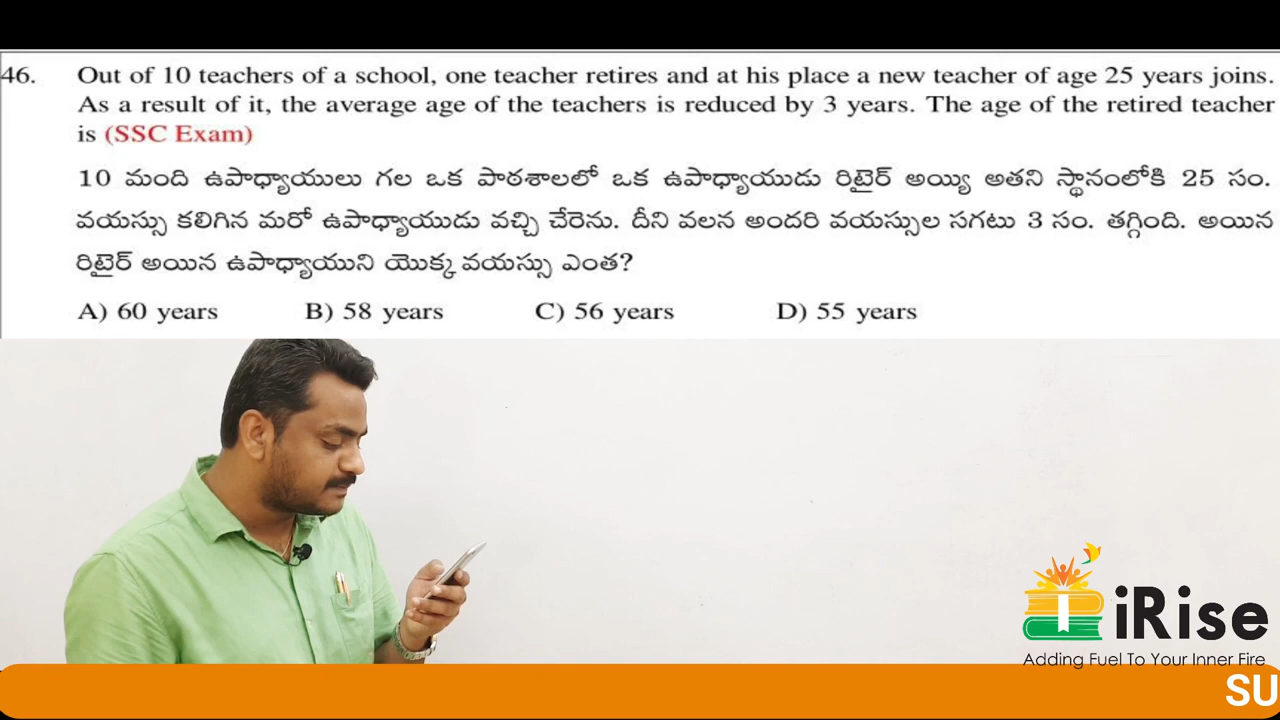 46. Out of 10 teachers of a school, one teacher retires and at his place a new teacher of age 25 years joins.
As a result of it, the average age of the teachers is reduced by 3 years. The age of the retired teacher
is (SSC Exam)
10 మంది ఉపాధ్యాయులు గల ఒక పాఠశాలలో ఒక ఉపాధ్యాయుడు రిటైర్ అయ్యి అతని స్థానంలోకి 25 సం.
వయస్సు కలిగిన మరో ఉపాధ్యాయుడు వచ్చి చేరెను. దీని వలన అందరి వయస్సుల సగటు 3 సం. తగ్గింది. అయిన
రిటైర్ అయిన ఉపాధ్యాయుని యొక్క వయస్సు ఎంత?
A) 60 years B) 58 years C) 56 years D) 55 years
iRise
Adding Fuel To Your Inner Fire
SU